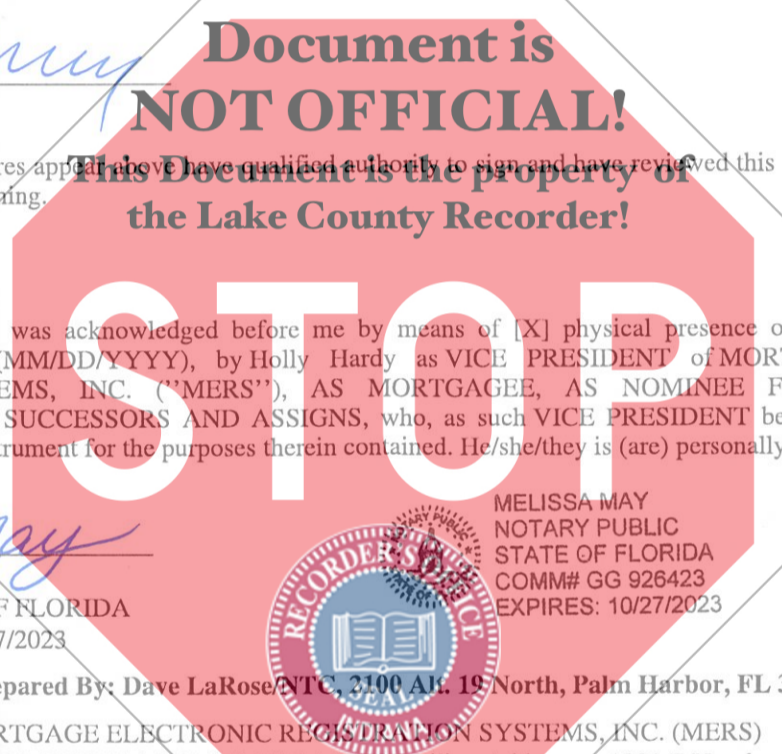 Document is
NOT OFFICIAL!
res appear above have qualified authority to sign and have reviewed this
This Document is the property of
ning.
the Lake County Recorder!
STOP
was acknowledged before me by means of [X] physical presence o
(MM/DD/YYYY), by Holly Hardy as VICE PRESIDENT of MORT
EMS, INC. (''MERS''), AS MORTGAGEE, AS NOMINEE F
SUCCESSORS AND ASSIGNS, who, as such VICE PRESIDENT be
trument for the purposes therein contained. He/she/they is (are) personally
MELISSA MAY
NOTARY PUBLIC
STATE OF FLORIDA
COMM# GG 926423
EXPIRES: 10/27/2023
NOTARY PUBLIC
RECORDER'S OFFICE
SEAL
F FLORIDA
7/2023
epared By: Dave LaRose/NTC, 2100 Alt. 19 North, Palm Harbor, FL 3
RTGAGE ELECTRONIC REGISTRATION SYSTEMS, INC. (MERS)